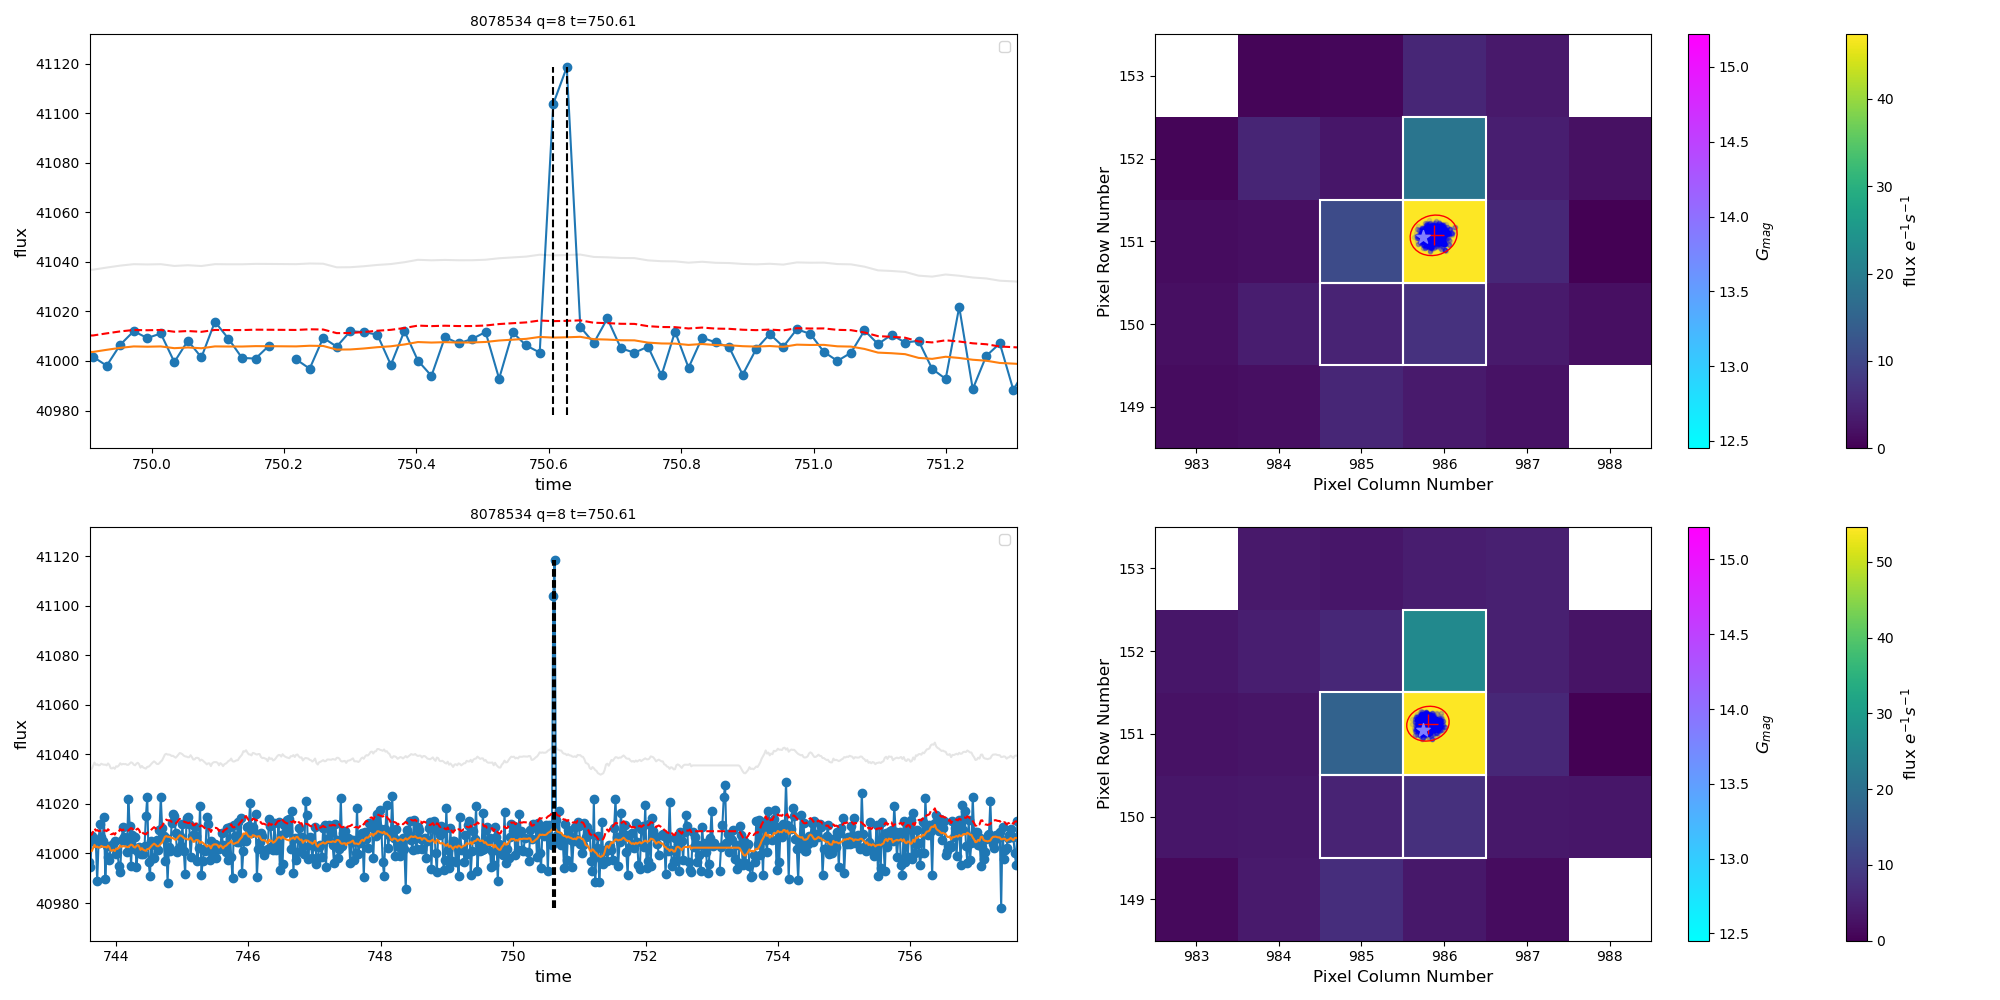 8078534 q=8 t=750.61
flux
41120
41100
41080
41060
41040
41020
41000
40980
750.0 750.2 750.4 750.6 750.8 751.0 751.2
time
Pixel Row Number
153
152
151
150
149
983 984 985 986 987 988
Pixel Column Number
15.0
14.5
14.0
13.5
13.0
12.5
G_mag
40
30
20
10
0
flux e⁻¹s⁻¹
8078534 q=8 t=750.61
flux
41120
41100
41080
41060
41040
41020
41000
40980
744 746 748 750 752 754 756
time
Pixel Row Number
153
152
151
150
149
983 984 985 986 987 988
Pixel Column Number
15.0
14.5
14.0
13.5
13.0
12.5
G_mag
50
40
30
20
10
0
flux e⁻¹s⁻¹